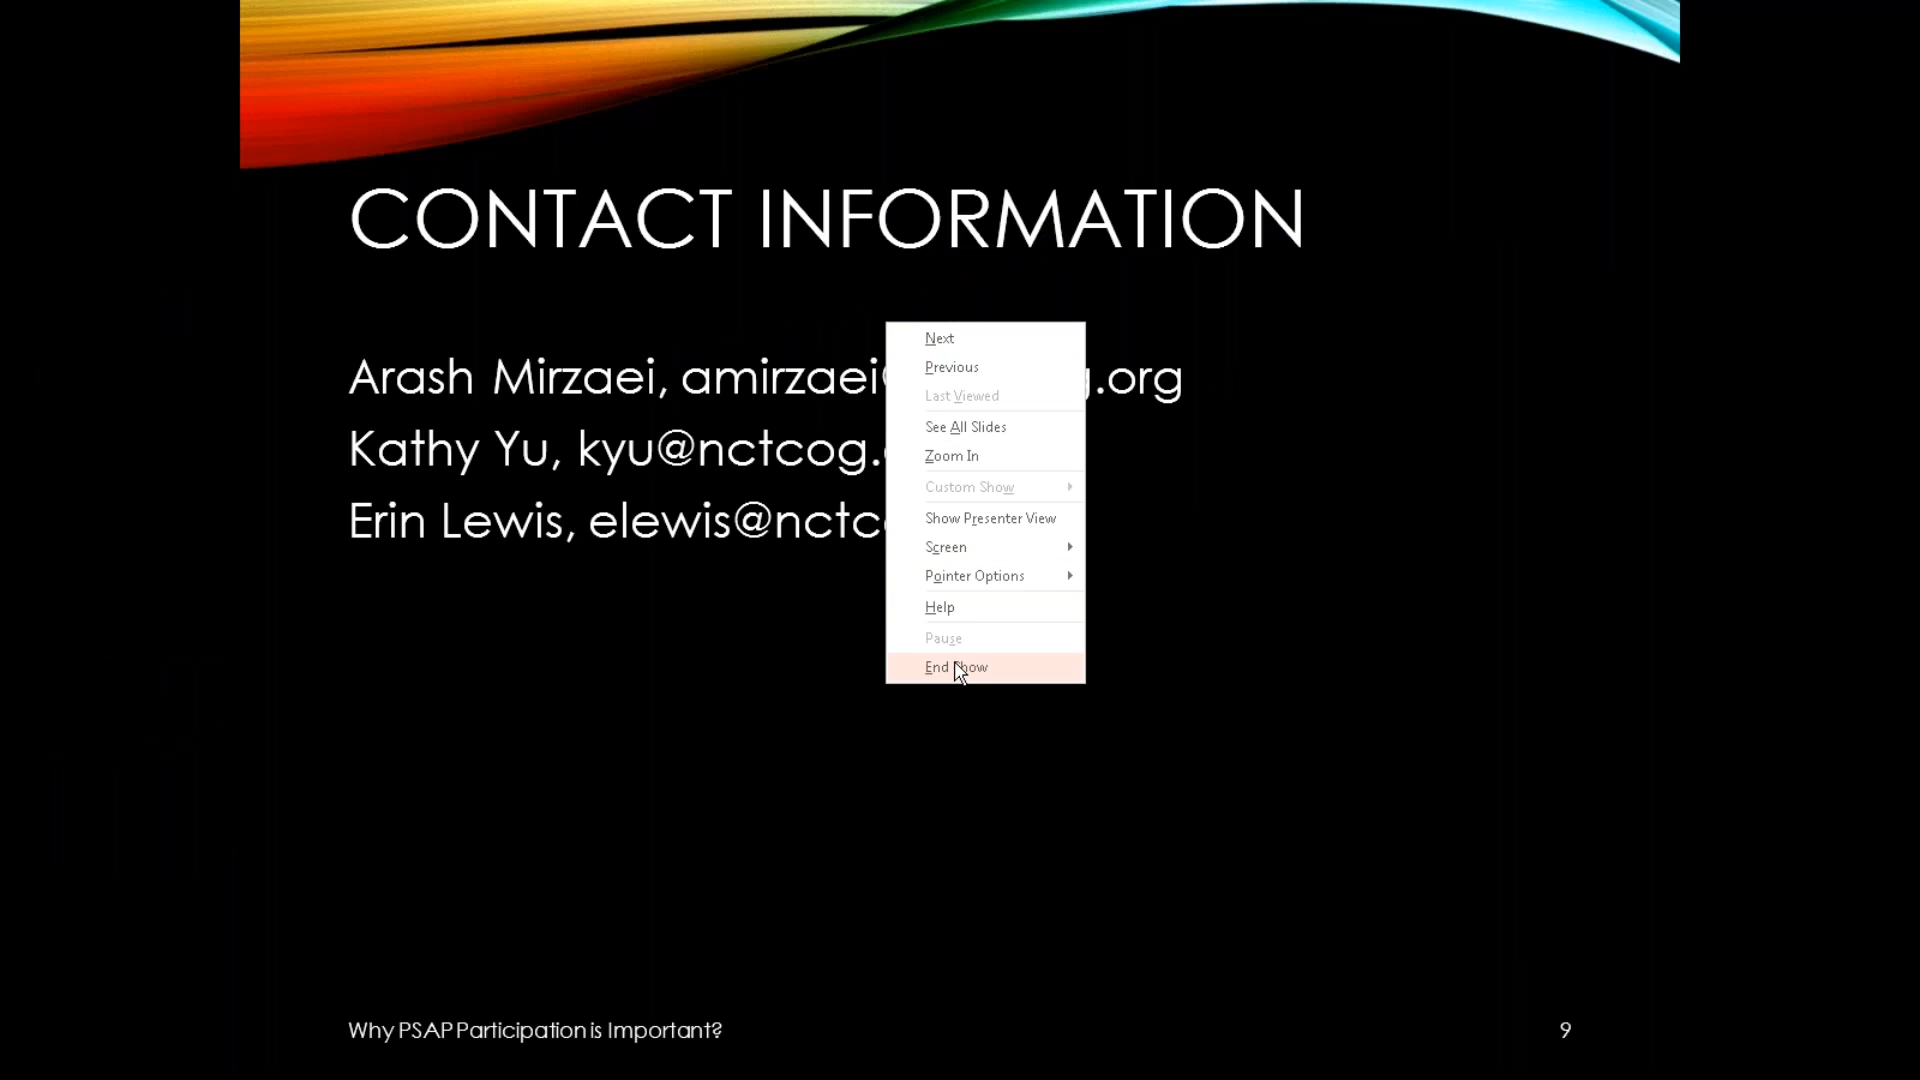 CONTACT INFORMATION
Arash Mirzaei, amirzaei .org
Kathy Yu, kyu@nctcog.
Erin Lewis, elewis@nctc
Next
Previous
Last Viewed
See All Slides
Zoom In
Custom Show
Show Presenter View
Screen
Pointer Options
Help
Pause
End Show
Why PSAP Participation is Important?
9